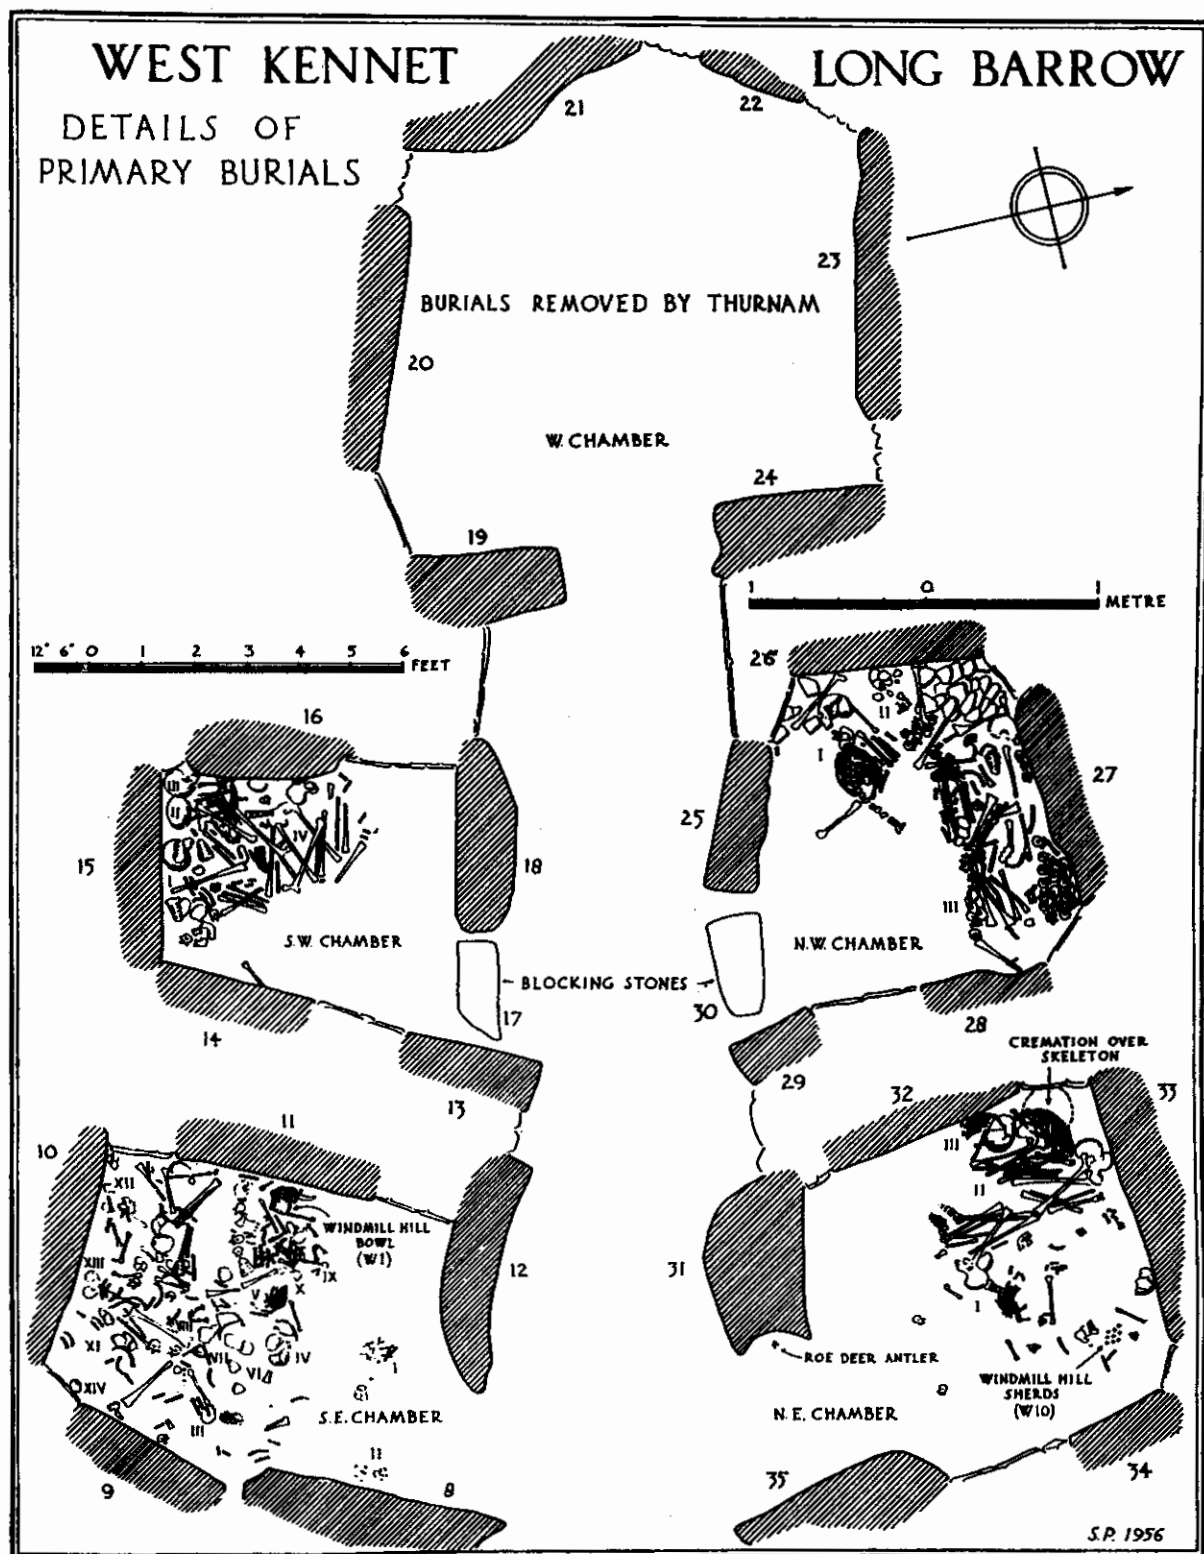 WEST KENNET
LONG BARROW
DETAILS OF
PRIMARY BURIALS
21
22
23
BURIALS REMOVED BY THURNAM
20
W. CHAMBER
24
19
1 0 1 METRE
12" 6" 0 1 2 3 4 5 6 FEET
26
16
II
I
27
III
II
IV
I
15
25
18
III
S.W. CHAMBER
N.W. CHAMBER
BLOCKING STONES
17
30
14
28
CREMATION OVER
SKELETON
29
13
32
33
11
10
III
XII
II
WINDMILL HILL
BOWL
(W1)
XIII
IX
X
V
12
31
I
VIII
XI
VII
VI
IV
I
ROE DEER ANTLER
XIV
WINDMILL HILL
SHERDS
(W10)
III
S.E. CHAMBER
N.E. CHAMBER
II
35
34
9
8
S.P. 1956